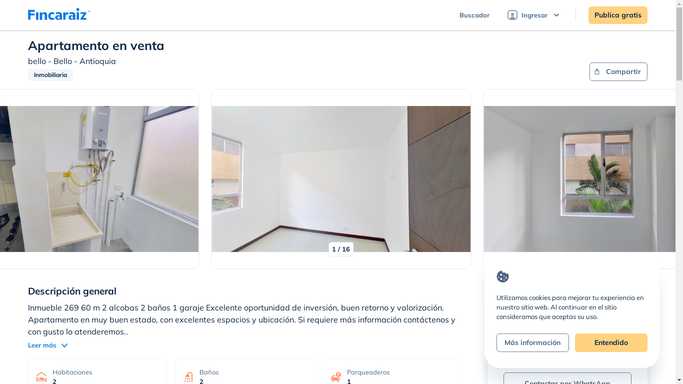 Fincaraiz
Buscador
Ingresar
Publica gratis
Apartamento en venta
bello - Bello - Antioquia
Inmobiliaria
Compartir
1 / 16
Descripción general
Inmueble 269 60 m 2 alcobas 2 baños 1 garaje Excelente oportunidad de inversión, buen retorno y valorización.
Apartamento en muy buen estado, con excelentes espacios y ubicación. Si requiere más información contáctenos y
con gusto lo atenderemos...
Leer más
Habitaciones
2
Baños
2
Parqueaderos
1
Utilizamos cookies para mejorar tu experiencia en
nuestro sitio web. Al continuar en el sitio
consideramos que aceptas su uso.
Más información
Entendido
Contactar por WhatsApp